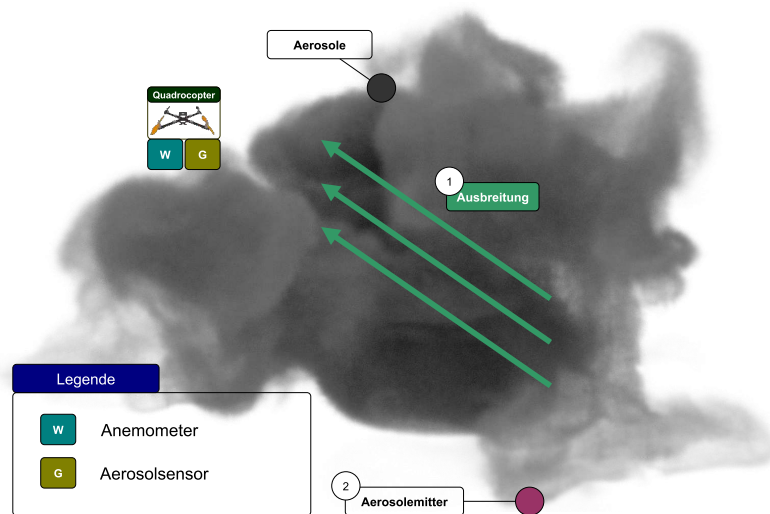 Aerosole
Quadrocopter
W G
1
Ausbreitung
Legende
W Anemometer
G Aerosolsensor
2
Aerosolemitter